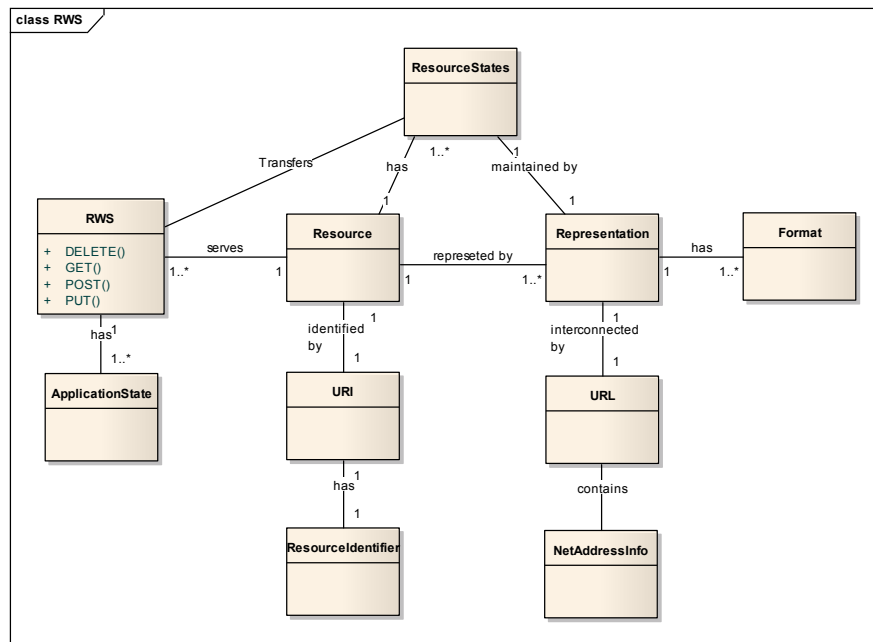 class RWS
ResourceStates
Transfers
has
1..*
1
maintained by
1
1
RWS
+ DELETE()
+ GET()
+ POST()
+ PUT()
serves
1..*
1
Resource
represeted by
1
1..*
Representation
has
1
1..*
Format
has
1
1..*
ApplicationState
identified
by
1
1
URI
has
1
1
ResourceIdentifier
interconnected
by
1
1
URL
contains
NetAddressInfo